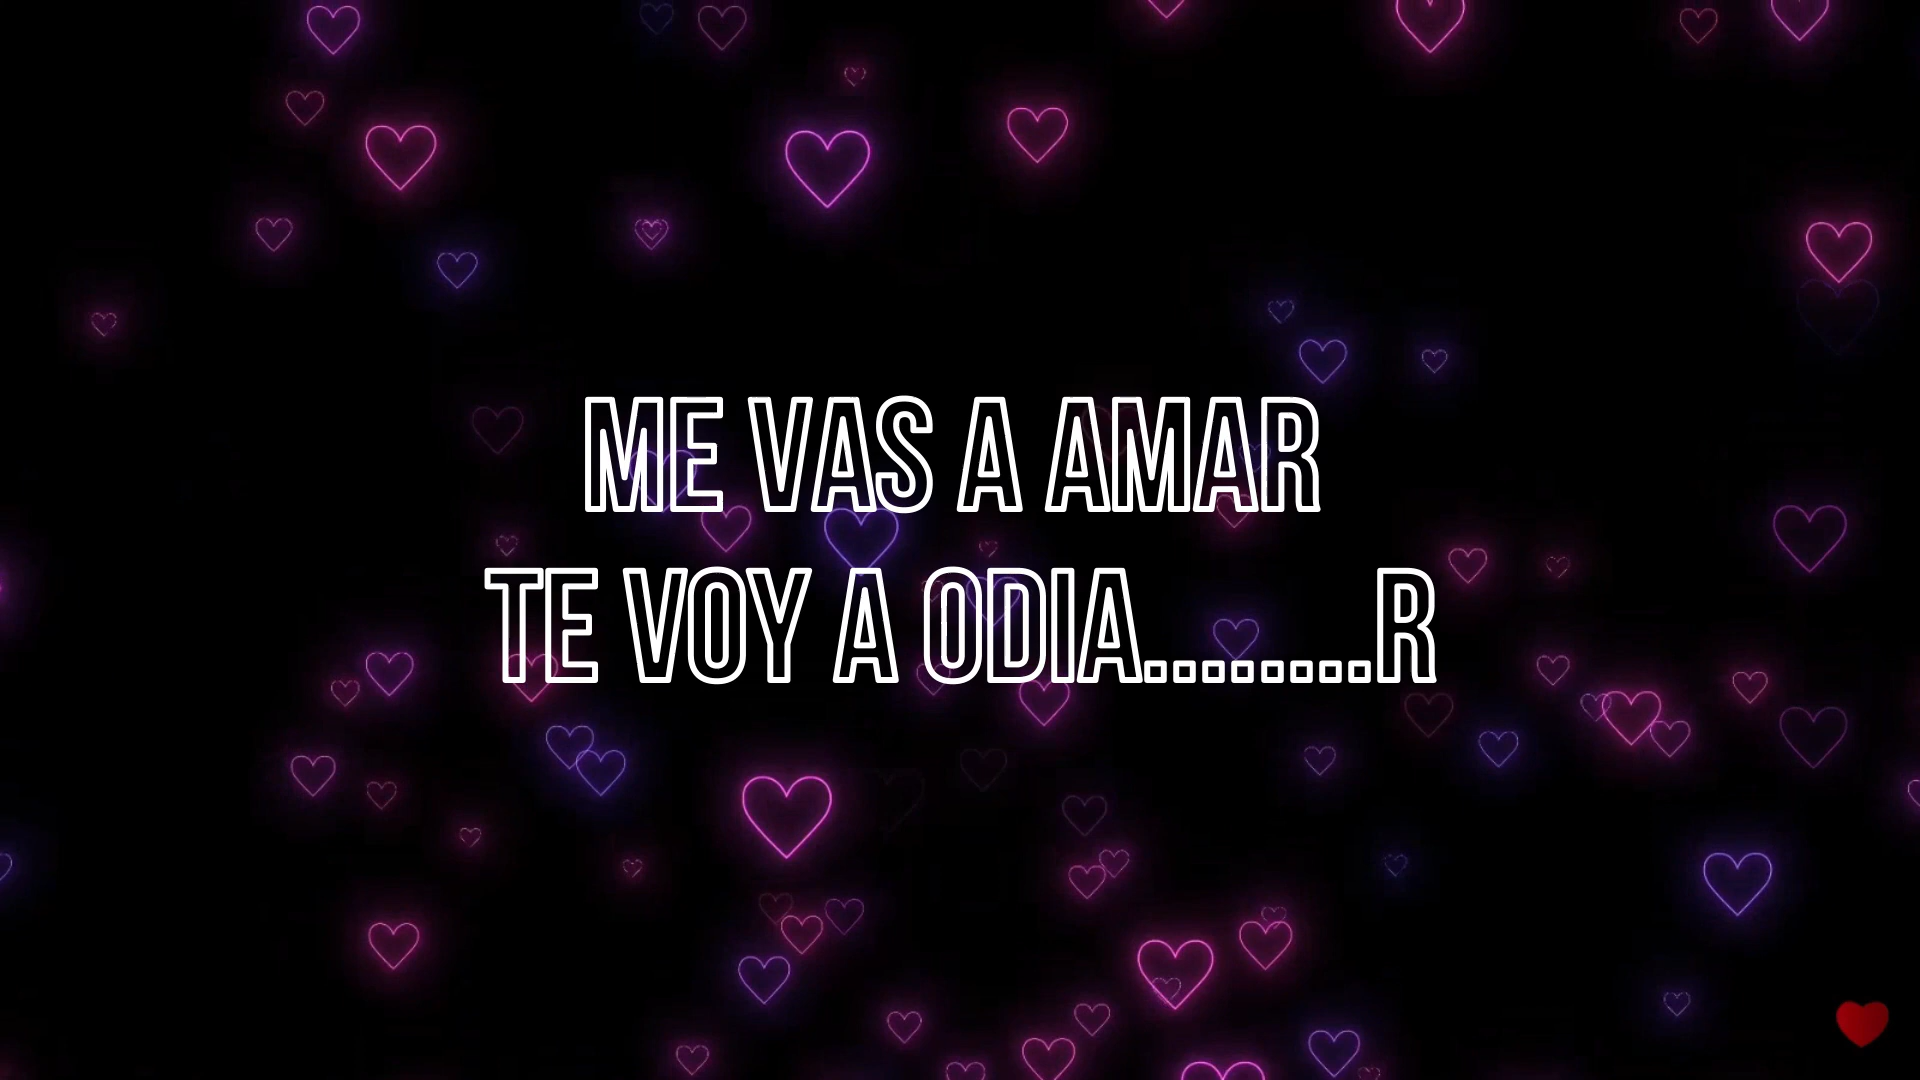 ME VAS A AMAR
TE VOY A ODIA........R